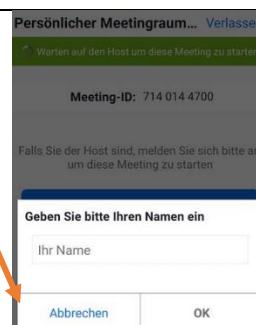 Persönlicher Meetingraum... Verlasse
Warten auf den Host um diese Meeting zu starten
Meeting-ID: 714 014 4700
Falls Sie der Host sind, melden Sie sich bitte an
um diese Meeting zu starten
Geben Sie bitte Ihren Namen ein
Ihr Name
Abbrechen OK